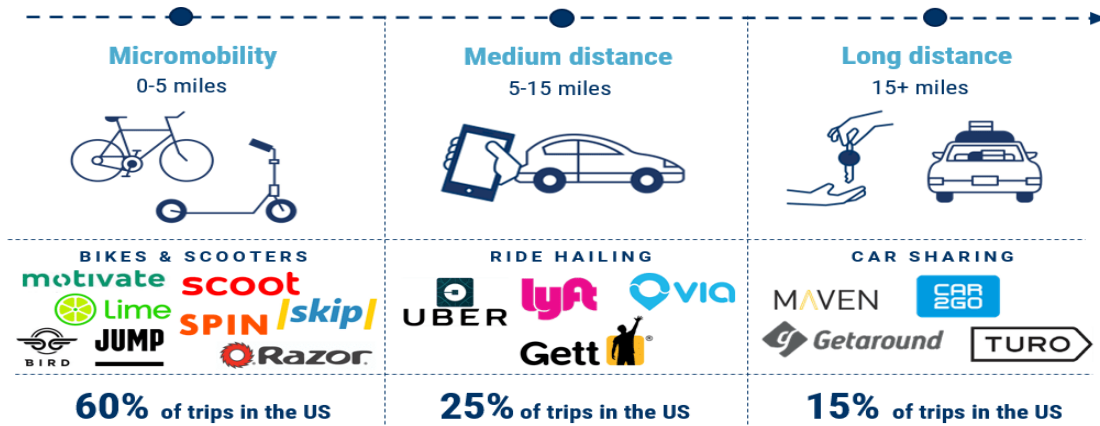 Micromobility
0-5 miles
Medium distance
5-15 miles
Long distance
15+ miles
BIKES & SCOOTERS
motivate
scoot
Lime
skip
SPIN
BIRD
JUMP
Razor
RIDE HAILING
UBER
lyft
via
Gett
CAR SHARING
MAVEN
CAR
2GO
Getaround
TURO
60% of trips in the US
25% of trips in the US
15% of trips in the US